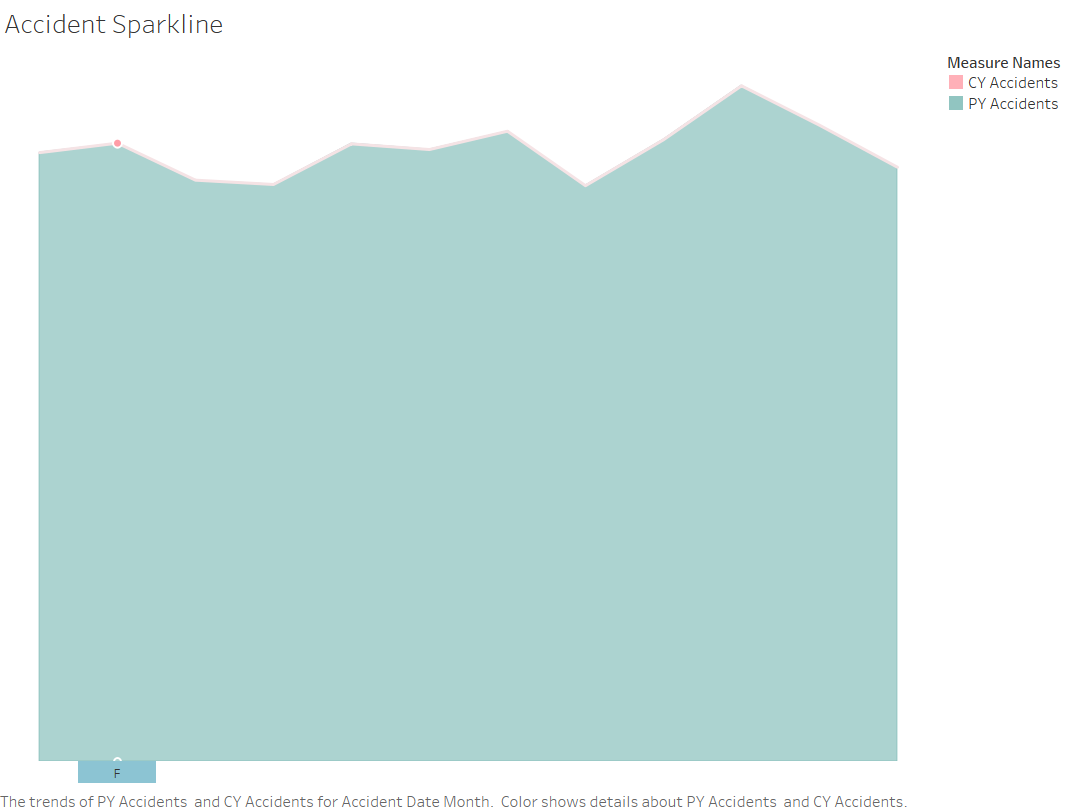 Accident Sparkline
Measure Names
CY Accidents
PY Accidents
F
The trends of PY Accidents  and CY Accidents for Accident Date Month.  Color shows details about PY Accidents  and CY Accidents.